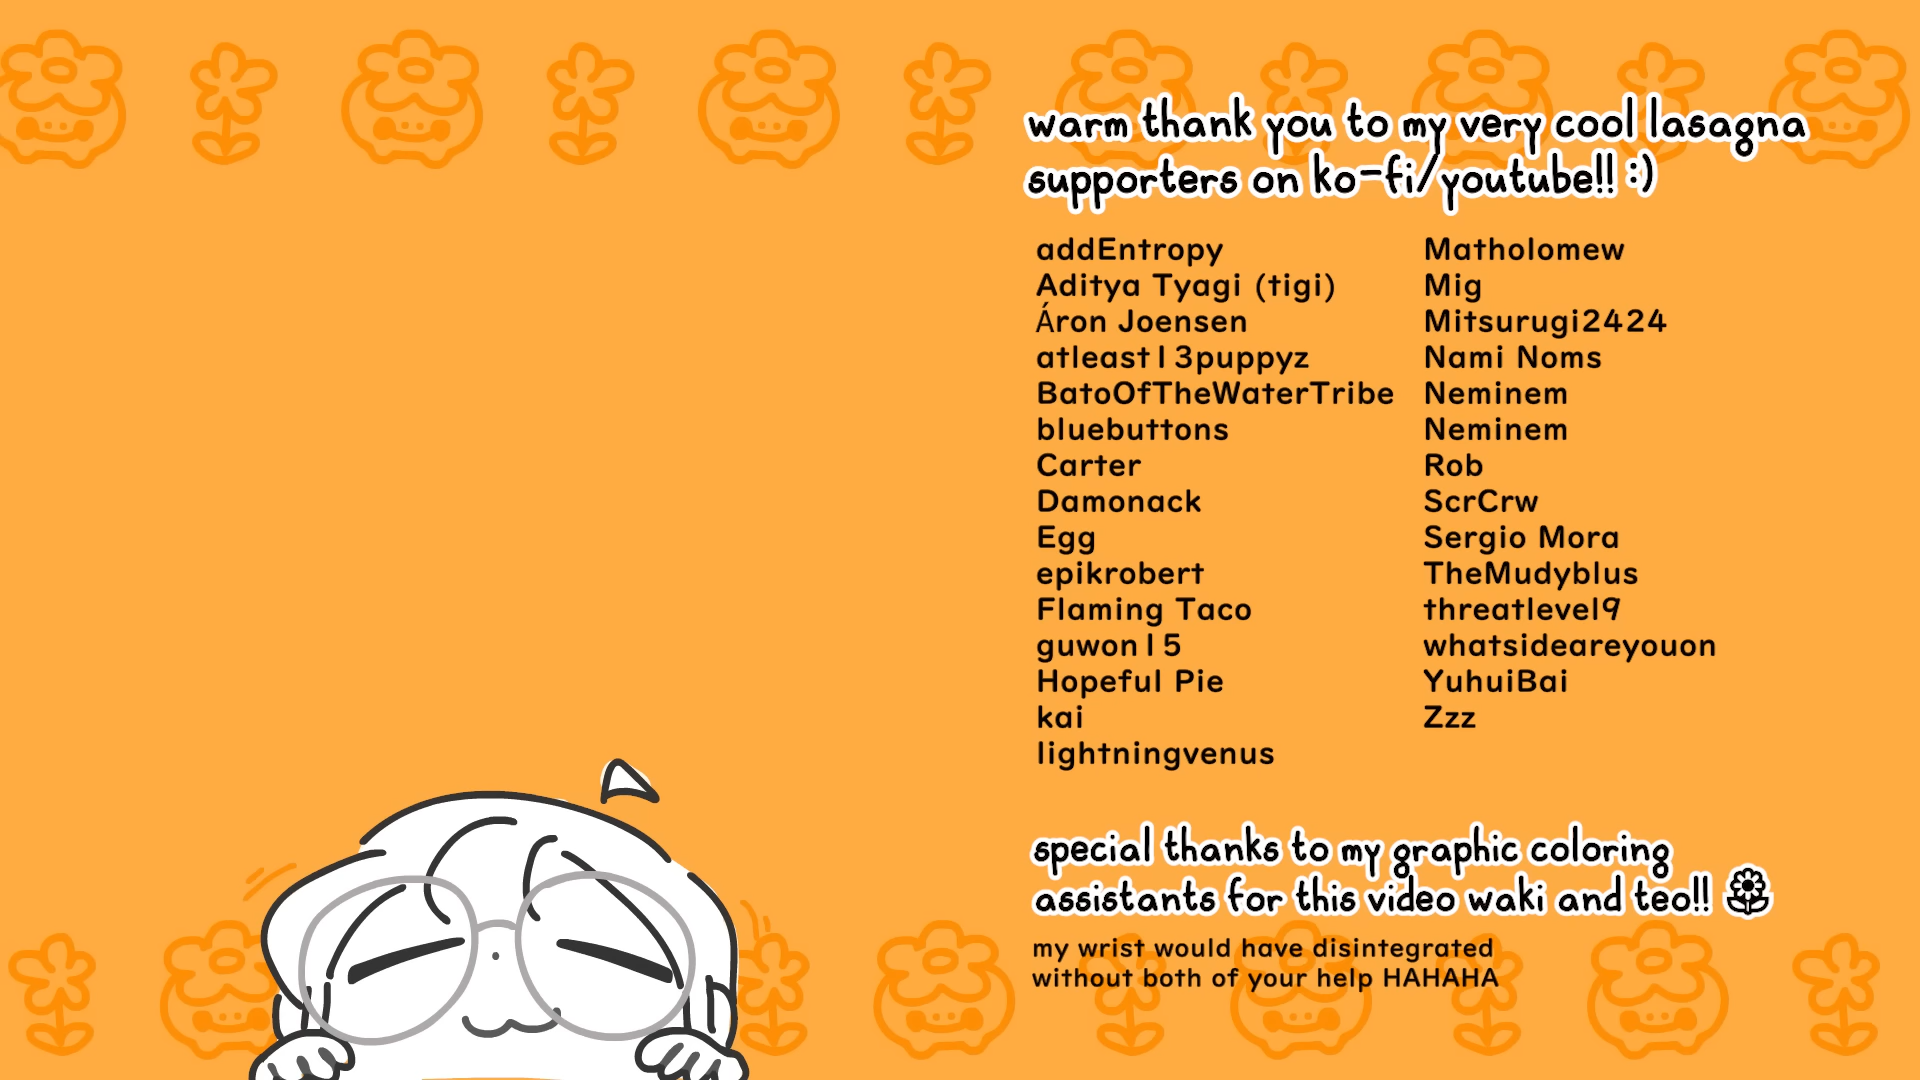 warm thank you to my very cool lasagna
supporters on ko-fi/youtube!! :)
addEntropy
Aditya Tyagi (tigi)
Áron Joensen
atleast13puppyz
BatoOfTheWaterTribe
bluebuttons
Carter
Damonack
Egg
epikrobert
Flaming Taco
guwon15
Hopeful Pie
kai
lightningvenus
Matholomew
Mig
Mitsurugi2424
Nami Noms
Neminem
Neminem
Rob
ScrCrw
Sergio Mora
TheMudyblus
threatlevel9
whatsideareyouon
YuhuiBai
Zzz
special thanks to my graphic coloring
assistants for this video waki and teo!!
my wrist would have disintegrated
without both of your help HAHAHA